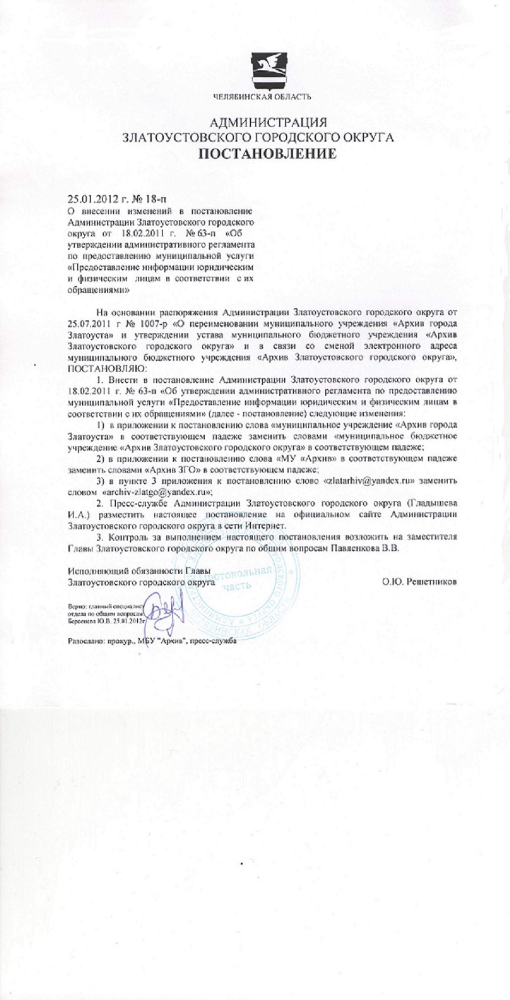 ЧЕЛЯБИНСКАЯ ОБЛАСТЬ
АДМИНИСТРАЦИЯ
ЗЛАТОУСТОВСКОГО ГОРОДСКОГО ОКРУГА
ПОСТАНОВЛЕНИЕ
25.01.2012 г. № 18-п
О внесении изменений в постановление
Администрации Златоустовского городского
округа от 18.02.2011 г. № 63-п «Об
утверждении административного регламента
по предоставлению муниципальной услуги
«Предоставление информации юридическим
и физическим лицам в соответствии с их
обращениями»
На основании распоряжения Администрации Златоустовского городского округа от
25.07.2011 г № 1007-р «О переименовании муниципального учреждения «Архив города
Златоуста» и утверждении устава муниципального бюджетного учреждения «Архив
Златоустовского городского округа» и в связи со сменой электронного адреса
муниципального бюджетного учреждения «Архив Златоустовского городского округа»,
ПОСТАНОВЛЯЮ:
1. Внести в постановление Администрации Златоустовского городского округа от
18.02.2011 г. № 63-п «Об утверждении административного регламента по предоставлению
муниципальной услуги «Предоставление информации юридическим и физическим лицам в
соответствии с их обращениями» (далее - постановление) следующие изменения:
1) в приложении к постановлению слова «муниципальное учреждение «Архив города
Златоуста» в соответствующем падеже заменить словами «муниципальное бюджетное
учреждение «Архив Златоустовского городского округа» в соответствующем падеже;
2) в приложении к постановлению слова «МУ «Архив» в соответствующем падеже
заменить словами «Архив ЗГО» в соответствующем падеже;
3) в пункте 3 приложения к постановлению слово «zlatarhiv@yandex.ru» заменить
словом «archiv-zlatgo@yandex.ru»;
2. Пресс-службе Администрации Златоустовского городского округа (Гладышева
И.А.) разместить настоящее постановление на официальном сайте Администрации
Златоустовского городского округа в сети Интернет.
3. Контроль за выполнением настоящего постановления возложить на заместителя
Главы Златоустовского городского округа по общим вопросам Павленкова В.В.
Исполняющий обязанности Главы
Златоустовского городского округа О.Ю. Решетников
Протокольная
часть
Верно: главный специалист
отдела по общим вопросам
Берсенева Ю.В. 25.01.2012г
Разослано: прокур., МБУ "Архив", пресс-служба